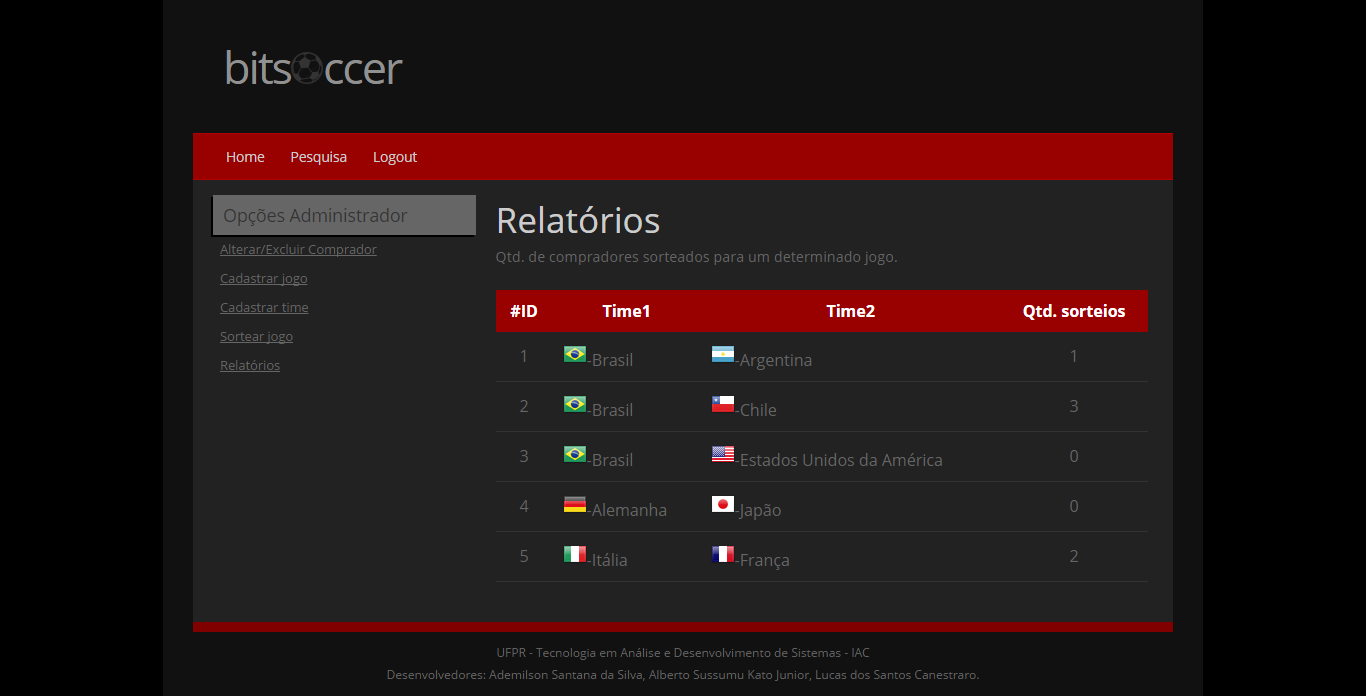 bitsoccer
Home Pesquisa Logout
Opções Administrador
Alterar/Excluir Comprador
Cadastrar jogo
Cadastrar time
Sortear jogo
Relatórios
Relatórios
Qtd. de compradores sorteados para um determinado jogo.
#ID Time1 Time2 Qtd. sorteios
1 -Brasil -Argentina 1
2 -Brasil -Chile 3
3 -Brasil -Estados Unidos da América 0
4 -Alemanha -Japão 0
5 -Itália -França 2
UFPR - Tecnologia em Análise e Desenvolvimento de Sistemas - IAC
Desenvolvedores: Ademilson Santana da Silva, Alberto Sussumu Kato Junior, Lucas dos Santos Canestraro.